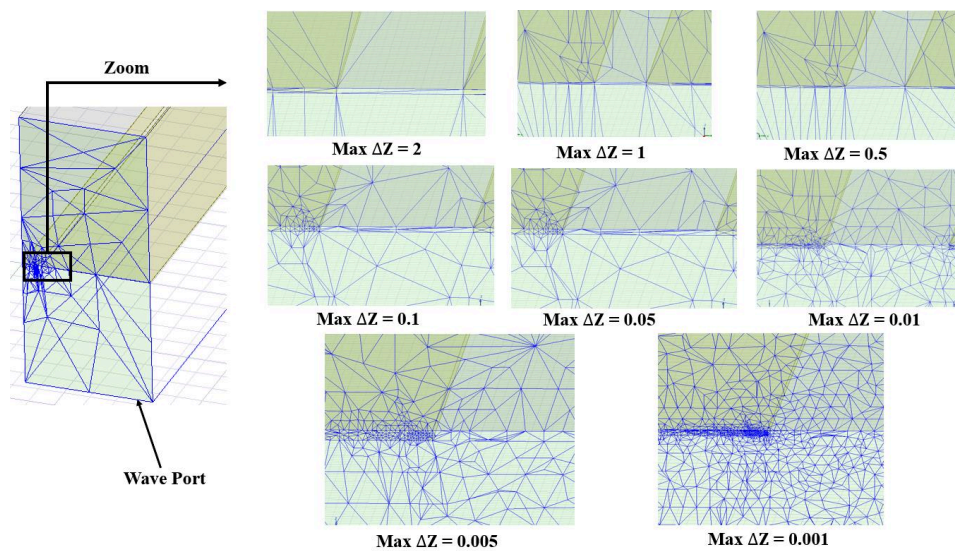 Zoom
Max ΔZ = 2
Max ΔZ = 1
Max ΔZ = 0.5
Max ΔZ = 0.1
Max ΔZ = 0.05
Max ΔZ = 0.01
Wave Port
Max ΔZ = 0.005
Max ΔZ = 0.001